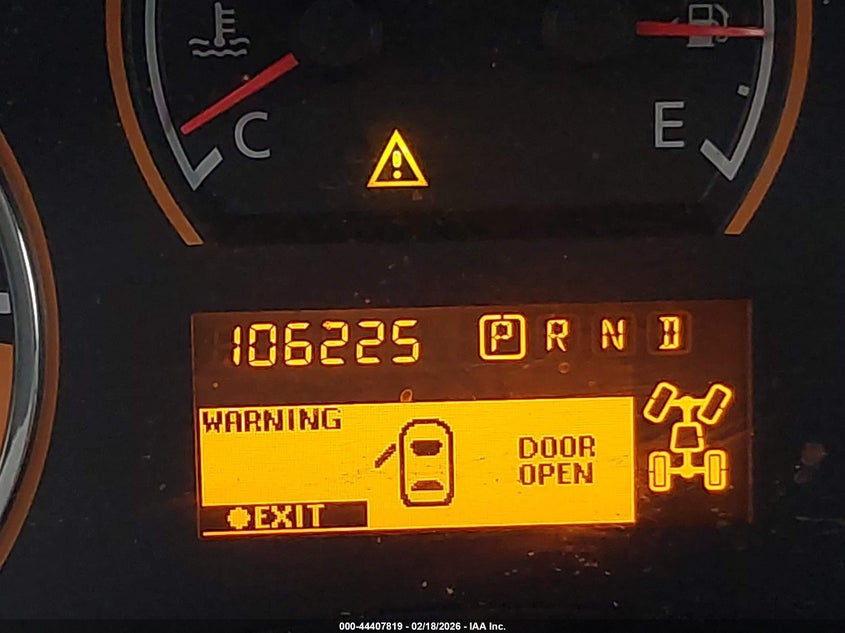 C
E
106225 P R N D
WARNING
DOOR
OPEN
EXIT
000-44407819 - 02/18/2026 - IAA Inc.